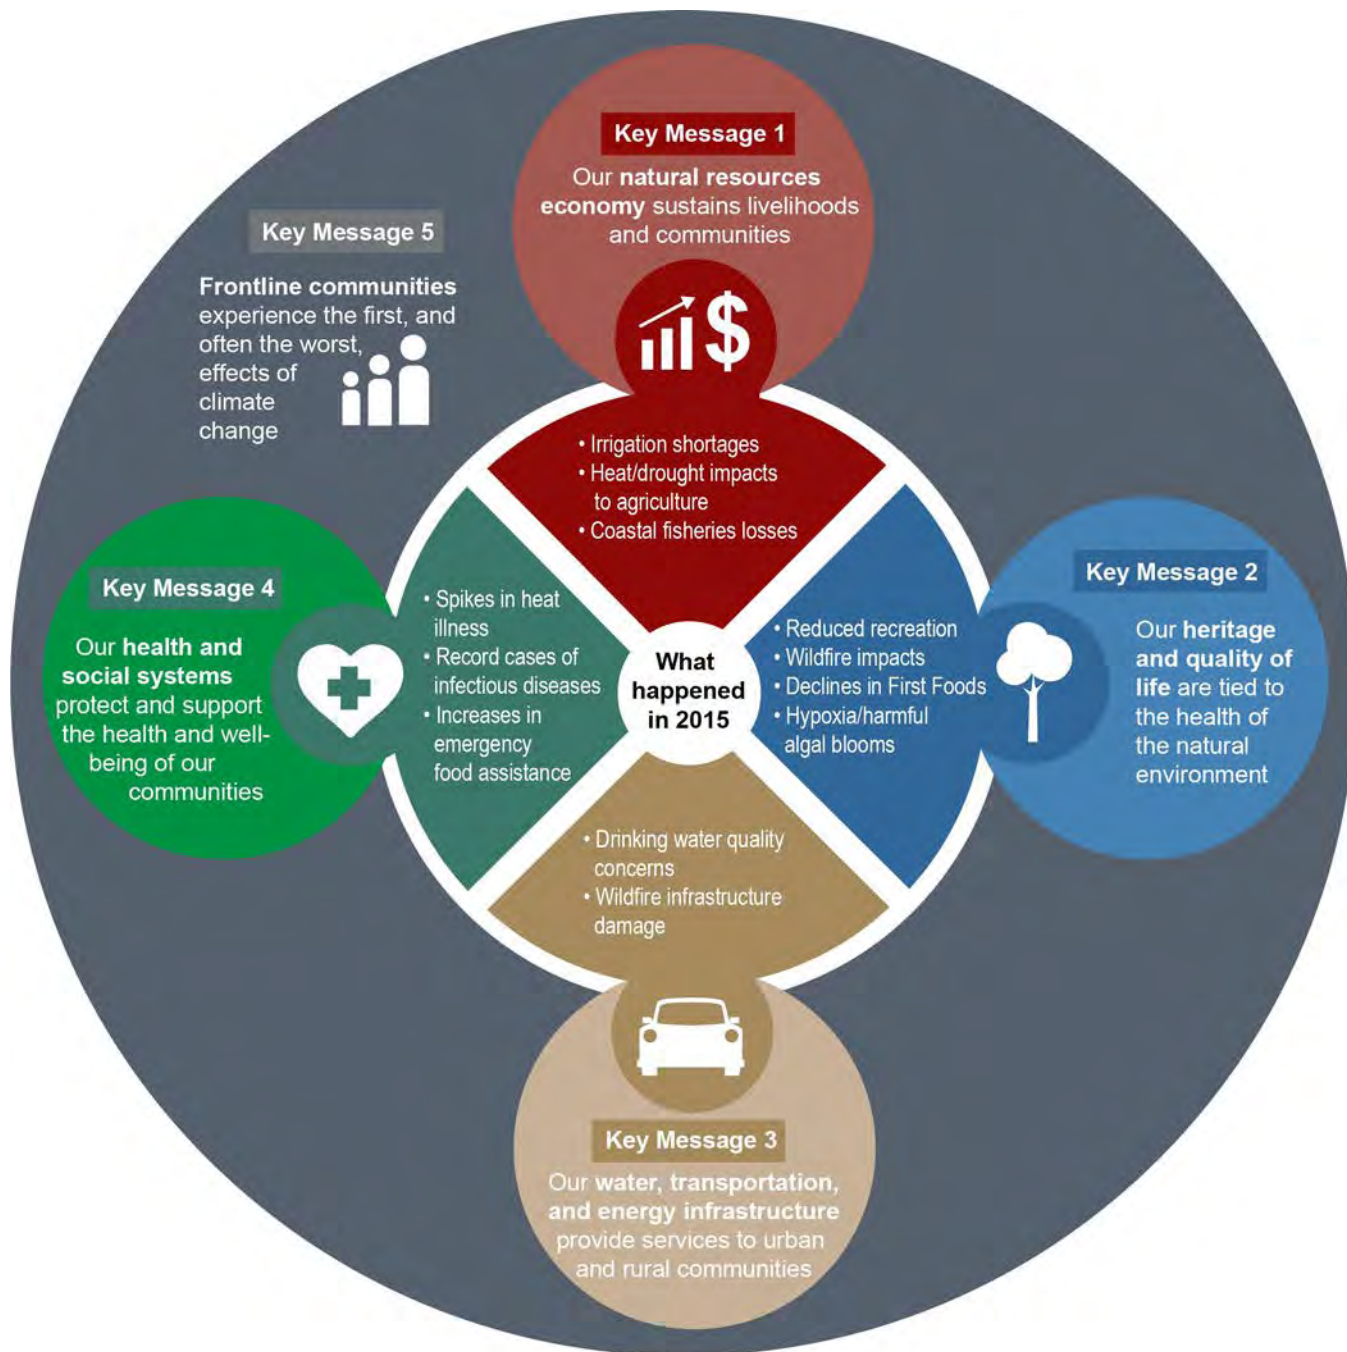 Key Message 1
Our natural resources
economy sustains livelihoods
and communities
$
Key Message 5
Frontline communities
experience the first, and
often the worst,
effects of
climate
change
• Irrigation shortages
• Heat/drought impacts
to agriculture
• Coastal fisheries losses
Key Message 4
Our health and
social systems
protect and support
the health and well-
being of our
communities
• Spikes in heat
illness
• Record cases of
infectious diseases
• Increases in
emergency
food assistance
What
happened
in 2015
• Reduced recreation
• Wildfire impacts
• Declines in First Foods
• Hypoxia/harmful
algal blooms
Key Message 2
Our heritage
and quality of
life are tied to
the health of
the natural
environment
• Drinking water quality
concerns
• Wildfire infrastructure
damage
Key Message 3
Our water, transportation,
and energy infrastructure
provide services to urban
and rural communities